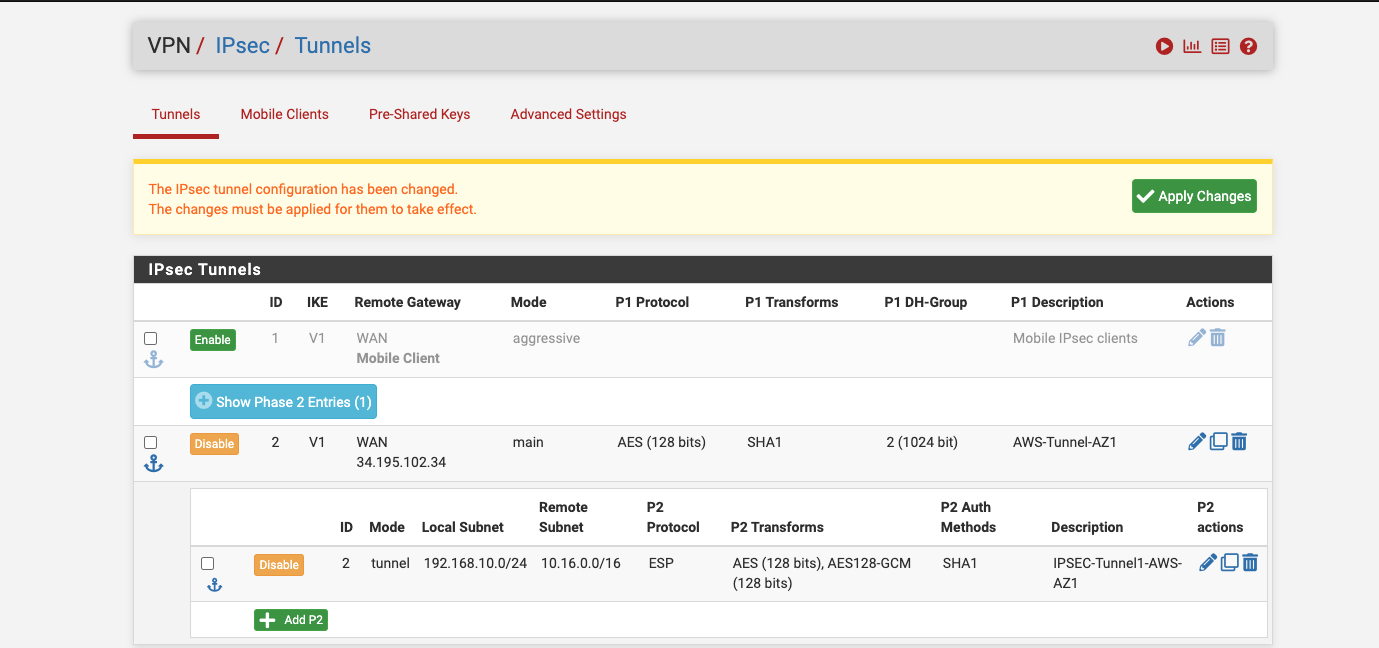 VPN / IPsec / Tunnels
Tunnels Mobile Clients Pre-Shared Keys Advanced Settings
The IPsec tunnel configuration has been changed.
The changes must be applied for them to take effect.
Apply Changes
IPsec Tunnels
ID IKE Remote Gateway Mode P1 Protocol P1 Transforms P1 DH-Group P1 Description Actions
Enable 1 V1 WAN aggressive Mobile IPsec clients
Mobile Client
Show Phase 2 Entries (1)
Disable 2 V1 WAN main AES (128 bits) SHA1 2 (1024 bit) AWS-Tunnel-AZ1
34.195.102.34
Remote P2 P2 Auth P2
ID Mode Local Subnet Subnet Protocol P2 Transforms Methods Description actions
Disable 2 tunnel 192.168.10.0/24 10.16.0.0/16 ESP AES (128 bits), AES128-GCM SHA1 IPSEC-Tunnel1-AWS-
(128 bits) AZ1
Add P2